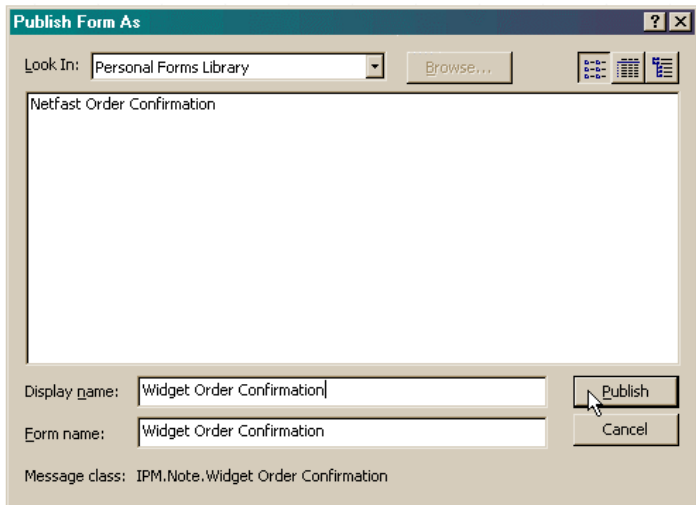 Publish Form As
Look In: Personal Forms Library Browse...
Netfast Order Confirmation
Display name: Widget Order Confirmation Publish
Form name: Widget Order Confirmation Cancel
Message class: IPM.Note.Widget Order Confirmation